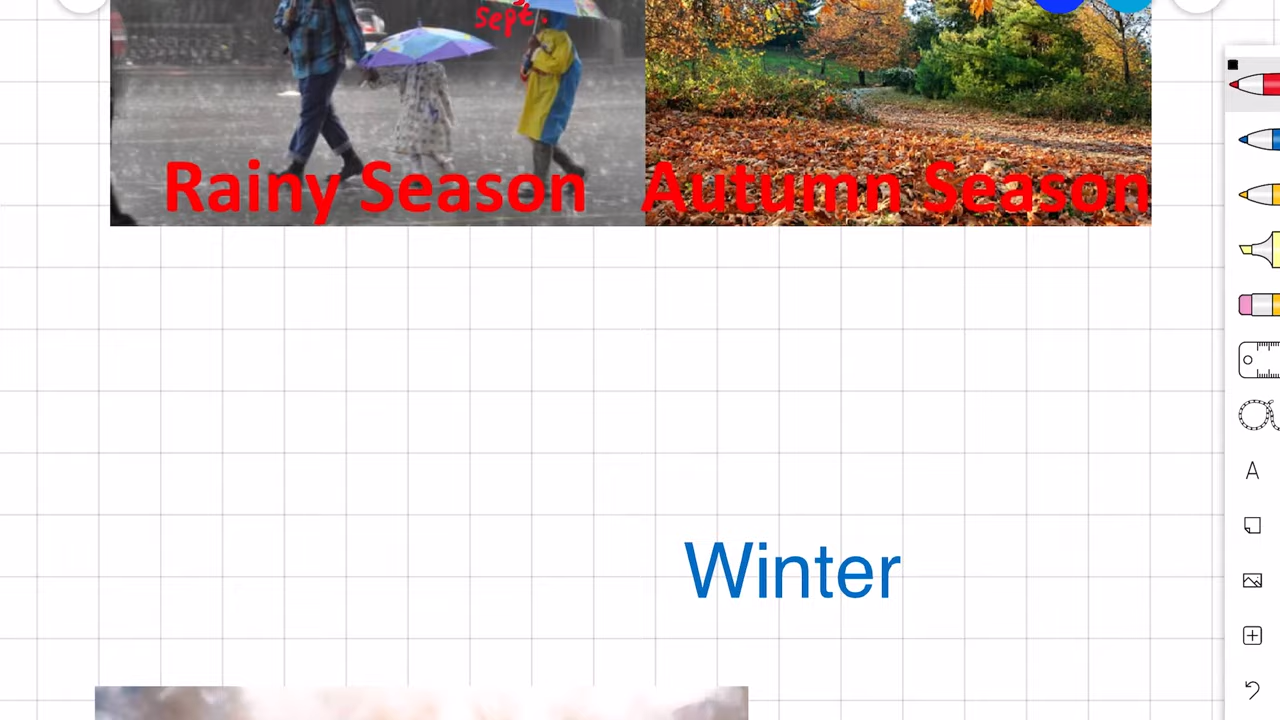 Sept.
Rainy Season
Autumn Season
Winter
A